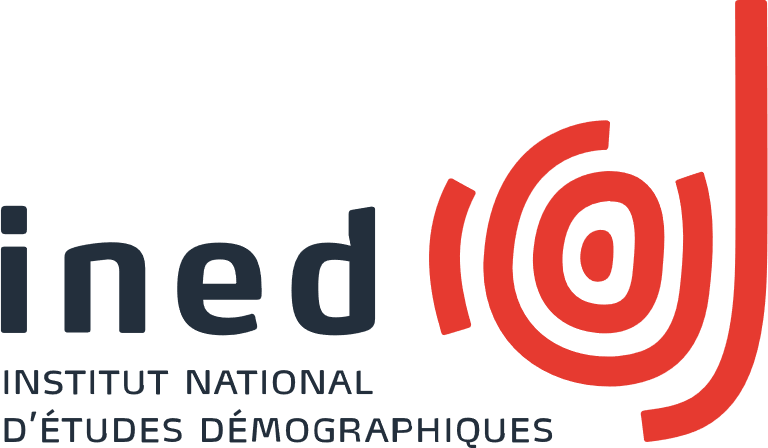 ined
INSTITUT NATIONAL
D'ÉTUDES DÉMOGRAPHIQUES